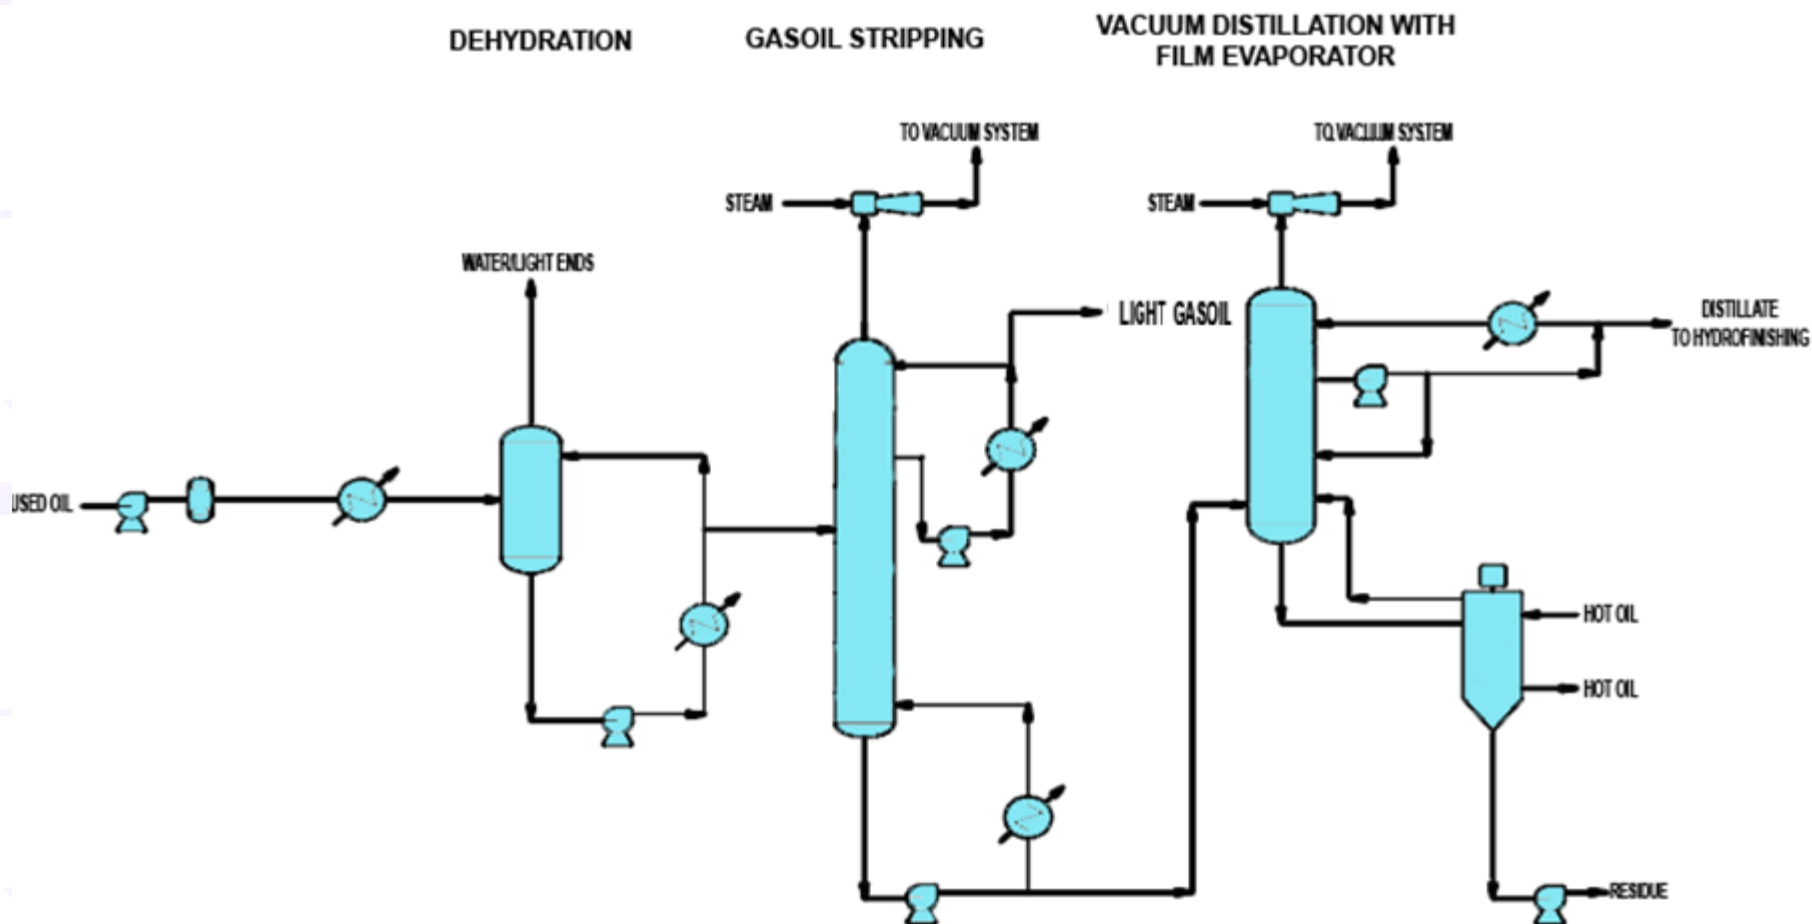 DEHYDRATION
GASOIL STRIPPING
VACUUM DISTILLATION WITH
FILM EVAPORATOR
TO VACUUM SYSTEM
TO VACUUM SYSTEM
STEAM
STEAM
WATER/LIGHT ENDS
LIGHT GASOIL
DISTILLATE
TO HYDROFINISHING
USED OIL
HOT OIL
HOT OIL
RESIDUE